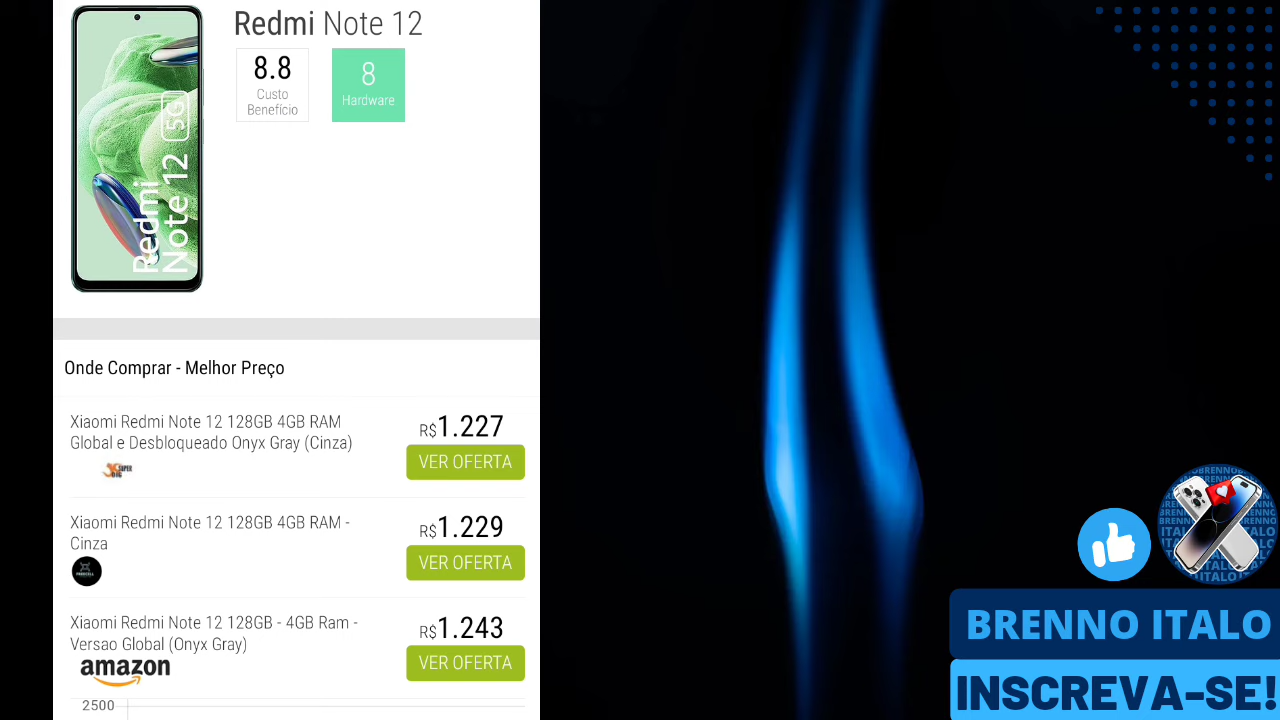 Redmi Note 12
8.8
Custo
Benefício
8
Hardware
Redmi
Note 12 5G
Onde Comprar - Melhor Preço
Xiaomi Redmi Note 12 128GB 4GB RAM
Global e Desbloqueado Onyx Gray (Cinza)
R$1.227
VER OFERTA
Xiaomi Redmi Note 12 128GB 4GB RAM -
Cinza
R$1.229
VER OFERTA
Xiaomi Redmi Note 12 128GB - 4GB Ram -
Versao Global (Onyx Gray)
amazon
R$1.243
VER OFERTA
2500
BRENNO ITALO
INSCREVA-SE!